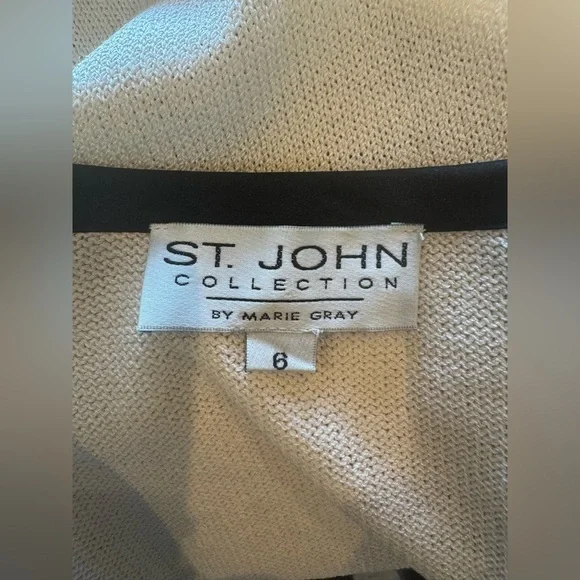 ST. JOHN
COLLECTION
BY MARIE GRAY
6